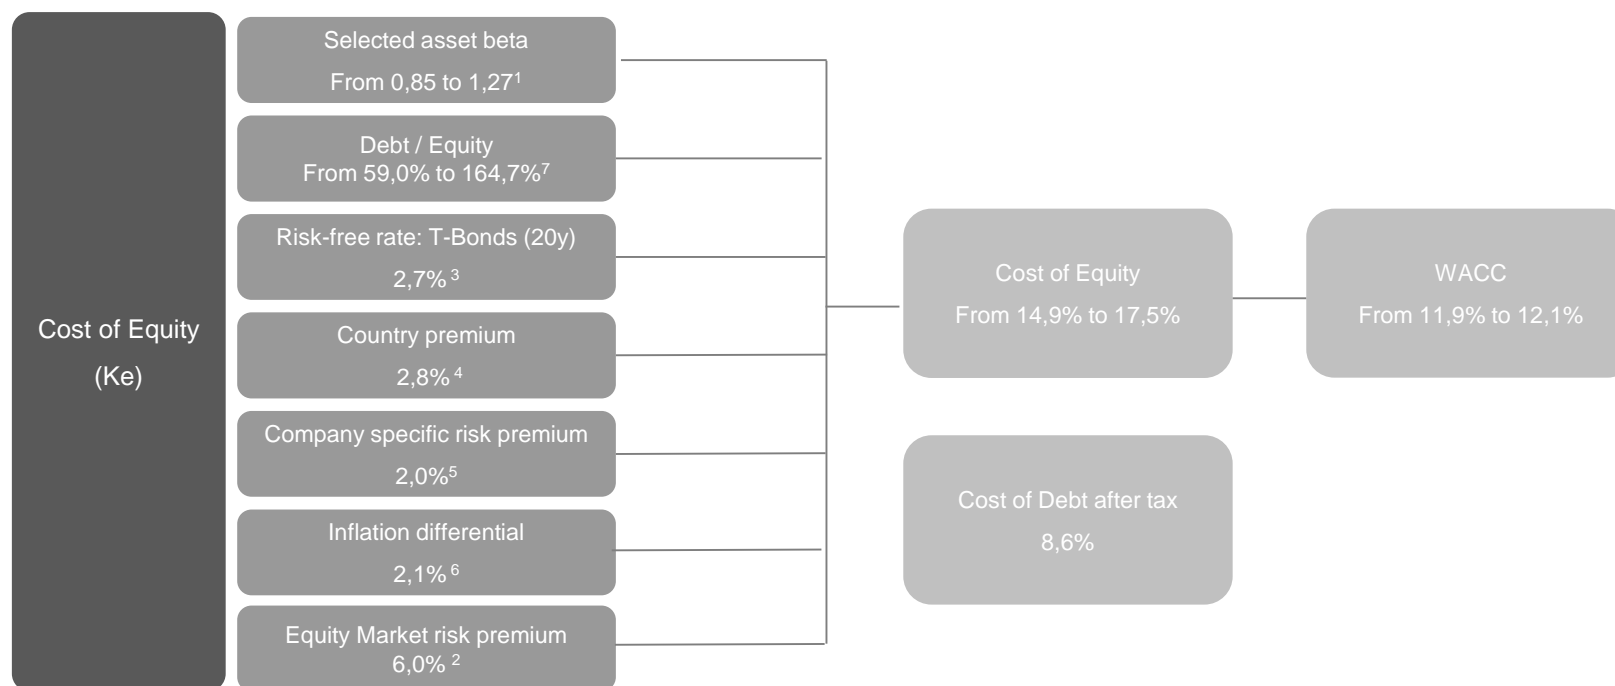 Cost of Equity
(Ke)
Selected asset beta
From 0,85 to 1,27¹
Debt / Equity
From 59,0% to 164,7%⁷
Risk-free rate: T-Bonds (20y)
2,7% ³
Country premium
2,8% ⁴
Company specific risk premium
2,0%⁵
Inflation differential
2,1% ⁶
Equity Market risk premium
6,0% ²
Cost of Equity
From 14,9% to 17,5%
Cost of Debt after tax
8,6%
WACC
From 11,9% to 12,1%